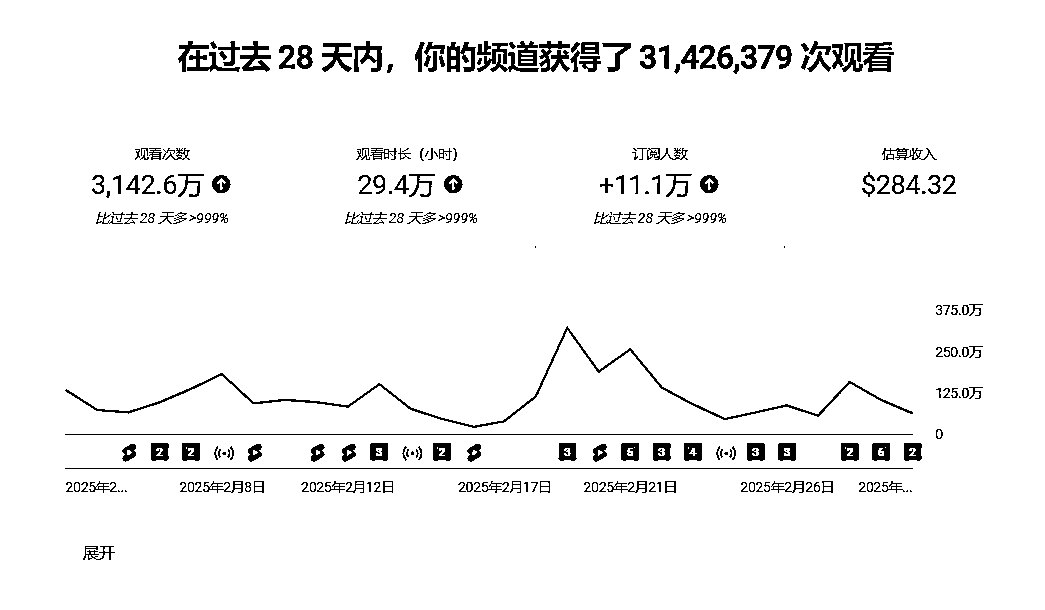 在过去 28 天内，你的频道获得了 31,426,379 次观看
观看次数
3,142.6万
比过去 28 天多 >999%
观看时长（小时）
29.4万
比过去 28 天多 >999%
订阅人数
+11.1万
比过去 28 天多 >999%
估算收入
$284.32
375.0万
250.0万
125.0万
0
2 2 3 2 3 5 3 4 3 3 2 6 2
2025年2... 2025年2月8日 2025年2月12日 2025年2月17日 2025年2月21日 2025年2月26日 2025年...
展开